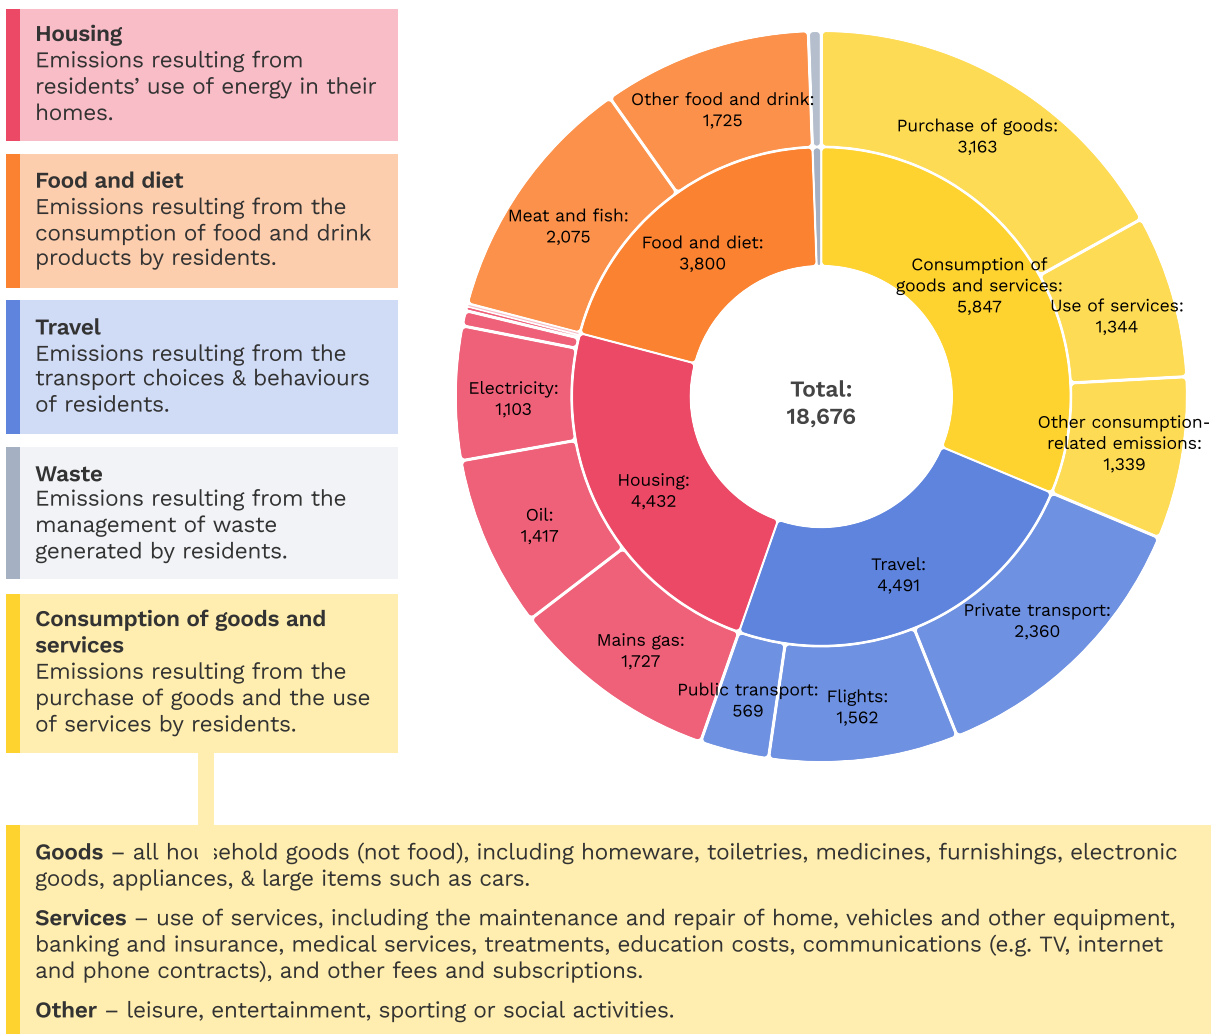 Housing
Emissions resulting from
residents’ use of energy in their
homes.
Food and diet
Emissions resulting from the
consumption of food and drink
products by residents.
Travel
Emissions resulting from the
transport choices & behaviours
of residents.
Waste
Emissions resulting from the
management of waste
generated by residents.
Consumption of goods and
services
Emissions resulting from the
purchase of goods and the use
of services by residents.
Other food and drink:
1,725
Purchase of goods:
3,163
Meat and fish:
2,075
Food and diet:
3,800
Consumption of
goods and services:
5,847
Use of services:
1,344
Electricity:
1,103
Total:
18,676
Other consumption-
related emissions:
1,339
Housing:
4,432
Oil:
1,417
Travel:
4,491
Private transport:
2,360
Mains gas:
1,727
Public transport:
569
Flights:
1,562
Goods – all household goods (not food), including homeware, toiletries, medicines, furnishings, electronic
goods, appliances, & large items such as cars.
Services – use of services, including the maintenance and repair of home, vehicles and other equipment,
banking and insurance, medical services, treatments, education costs, communications (e.g. TV, internet
and phone contracts), and other fees and subscriptions.
Other – leisure, entertainment, sporting or social activities.